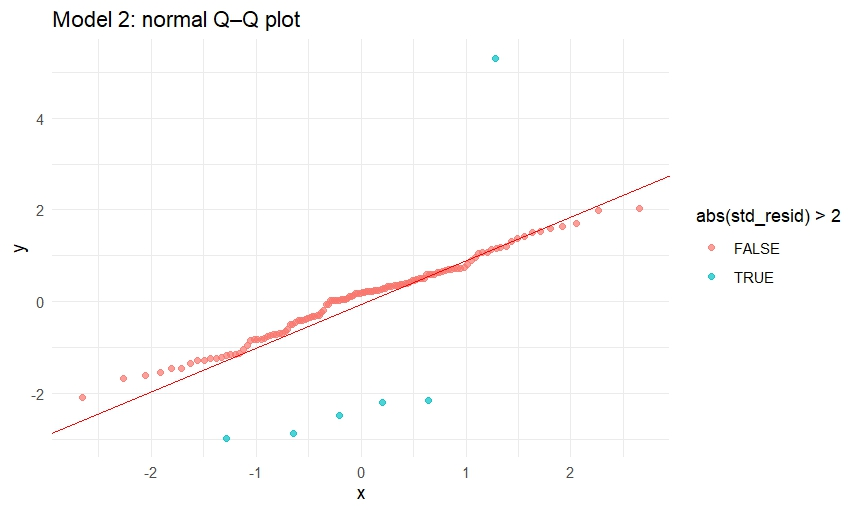 Model 2: normal Q–Q plot
4
2
0
-2
y
-2
-1
0
1
2
x
abs(std_resid) > 2
FALSE
TRUE